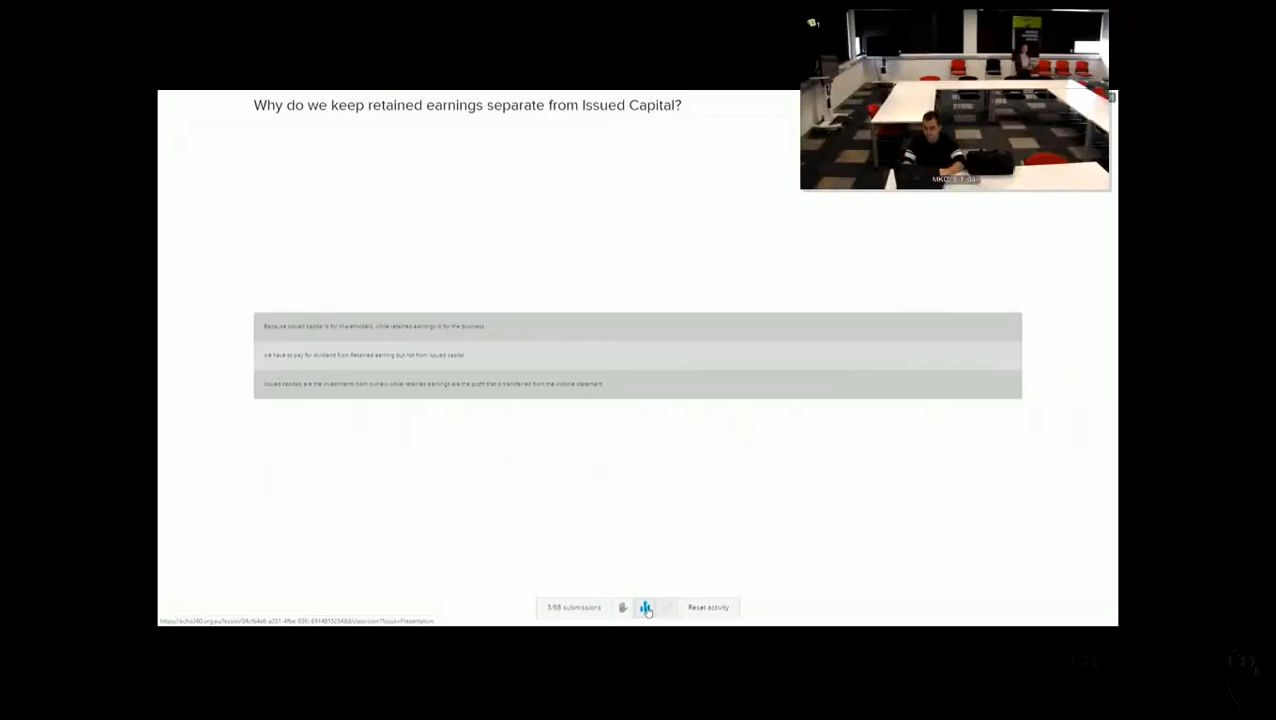 Why do we keep retained earnings separate from Issued Capital?
Because issued capital is for shareholders, while retained earnings is for the business
we have to pay for dividend from Retained earning but not from issued capital
issued capitals are the investments from owners while retained earnings are the profit that is transferred from the income statement.
3/68 submissions
Reset activity